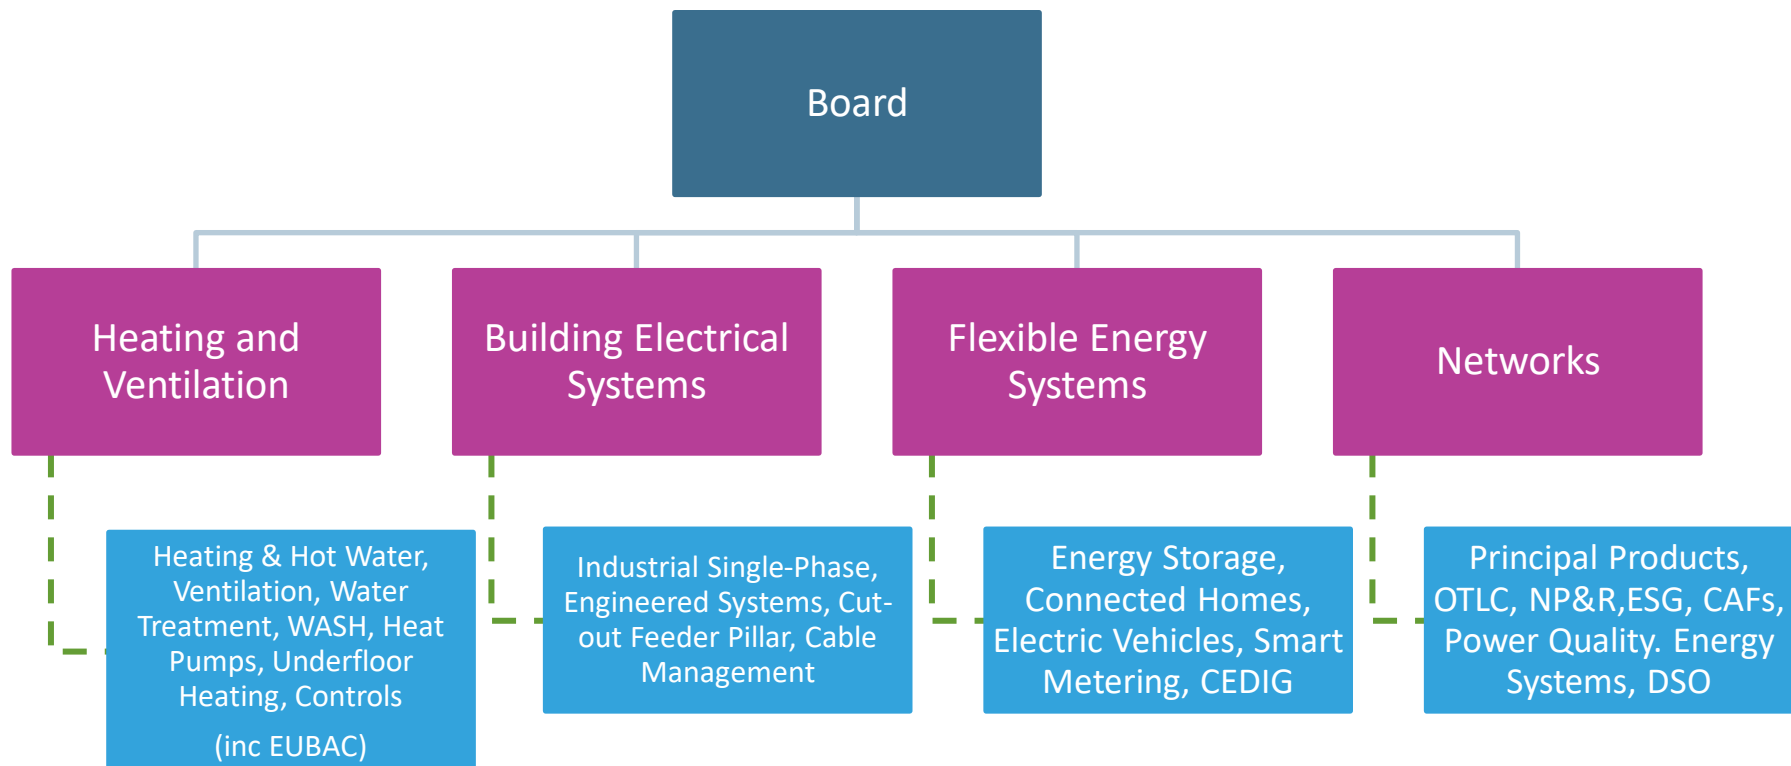 Board
Heating and
Ventilation
Building Electrical
Systems
Flexible Energy
Systems
Networks
Heating & Hot Water,
Ventilation, Water
Treatment, WASH, Heat
Pumps, Underfloor
Heating, Controls
(inc EUBAC)
Industrial Single-Phase,
Engineered Systems, Cut-
out Feeder Pillar, Cable
Management
Energy Storage,
Connected Homes,
Electric Vehicles, Smart
Metering, CEDIG
Principal Products,
OTLC, NP&R,ESG, CAFs,
Power Quality. Energy
Systems, DSO